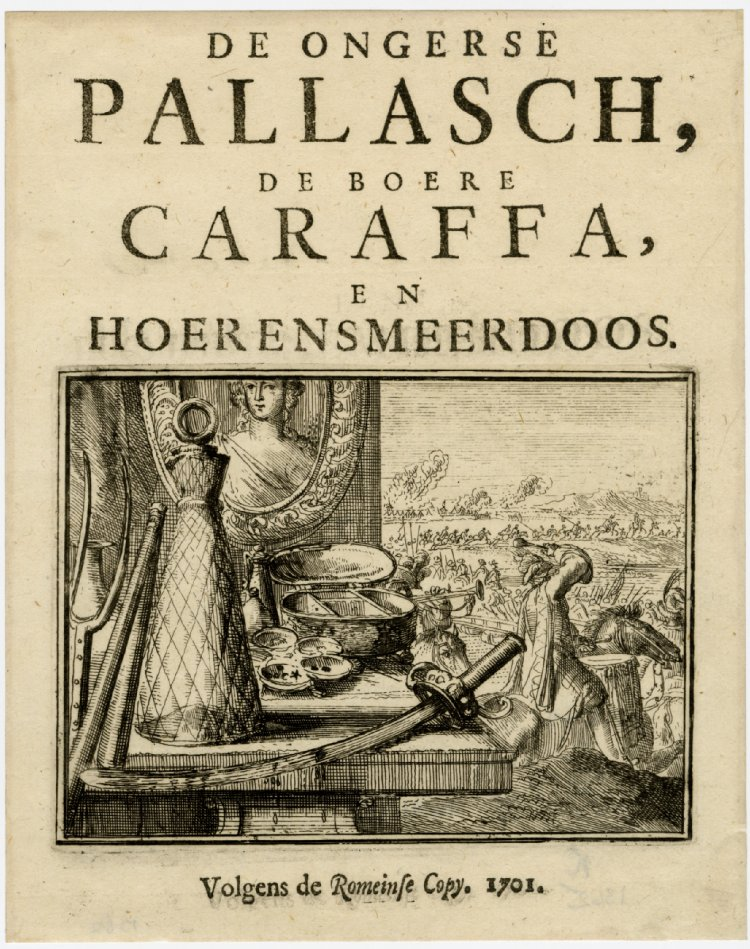 DE ONGERSE
PALLASCH,
DE BOERE
CARAFFA,
EN
HOERENSMEERDOOS.
Volgens de Romeinſe Copy. 1701.